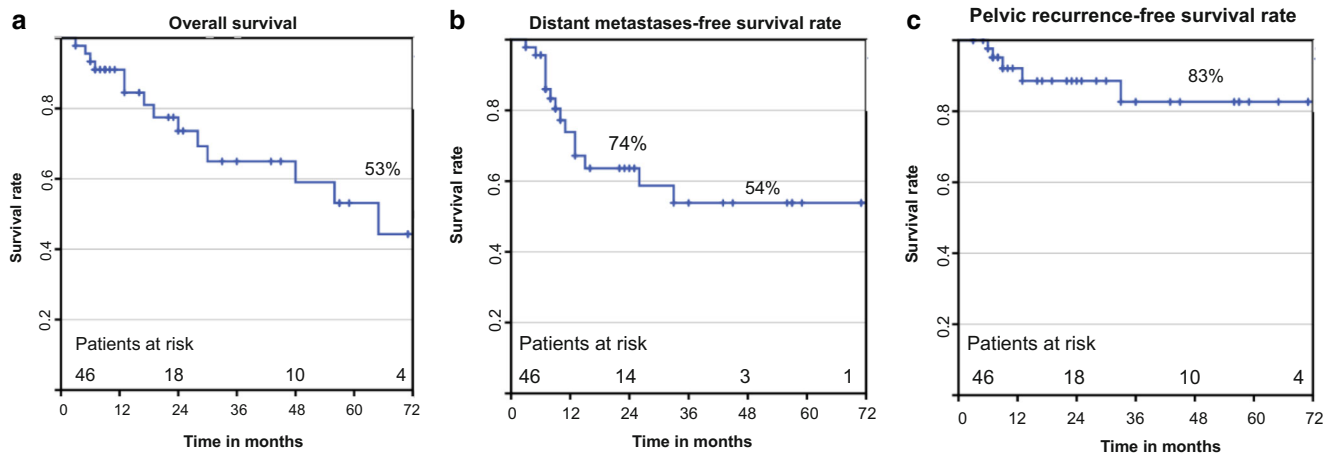 a
Overall survival
Survival rate
0.8
0.6
0.4
0.2
53%
Patients at risk
46 18 10 4
0 12 24 36 48 60 72
Time in months
b
Distant metastases-free survival rate
Survival rate
0.8
0.6
0.4
0.2
74%
54%
Patients at risk
46 14 3 1
0 12 24 36 48 60 72
Time in months
c
Pelvic recurrence-free survival rate
Survival rate
0.8
0.6
0.4
0.2
83%
Patients at risk
46 18 10 4
0 12 24 36 48 60 72
Time in months